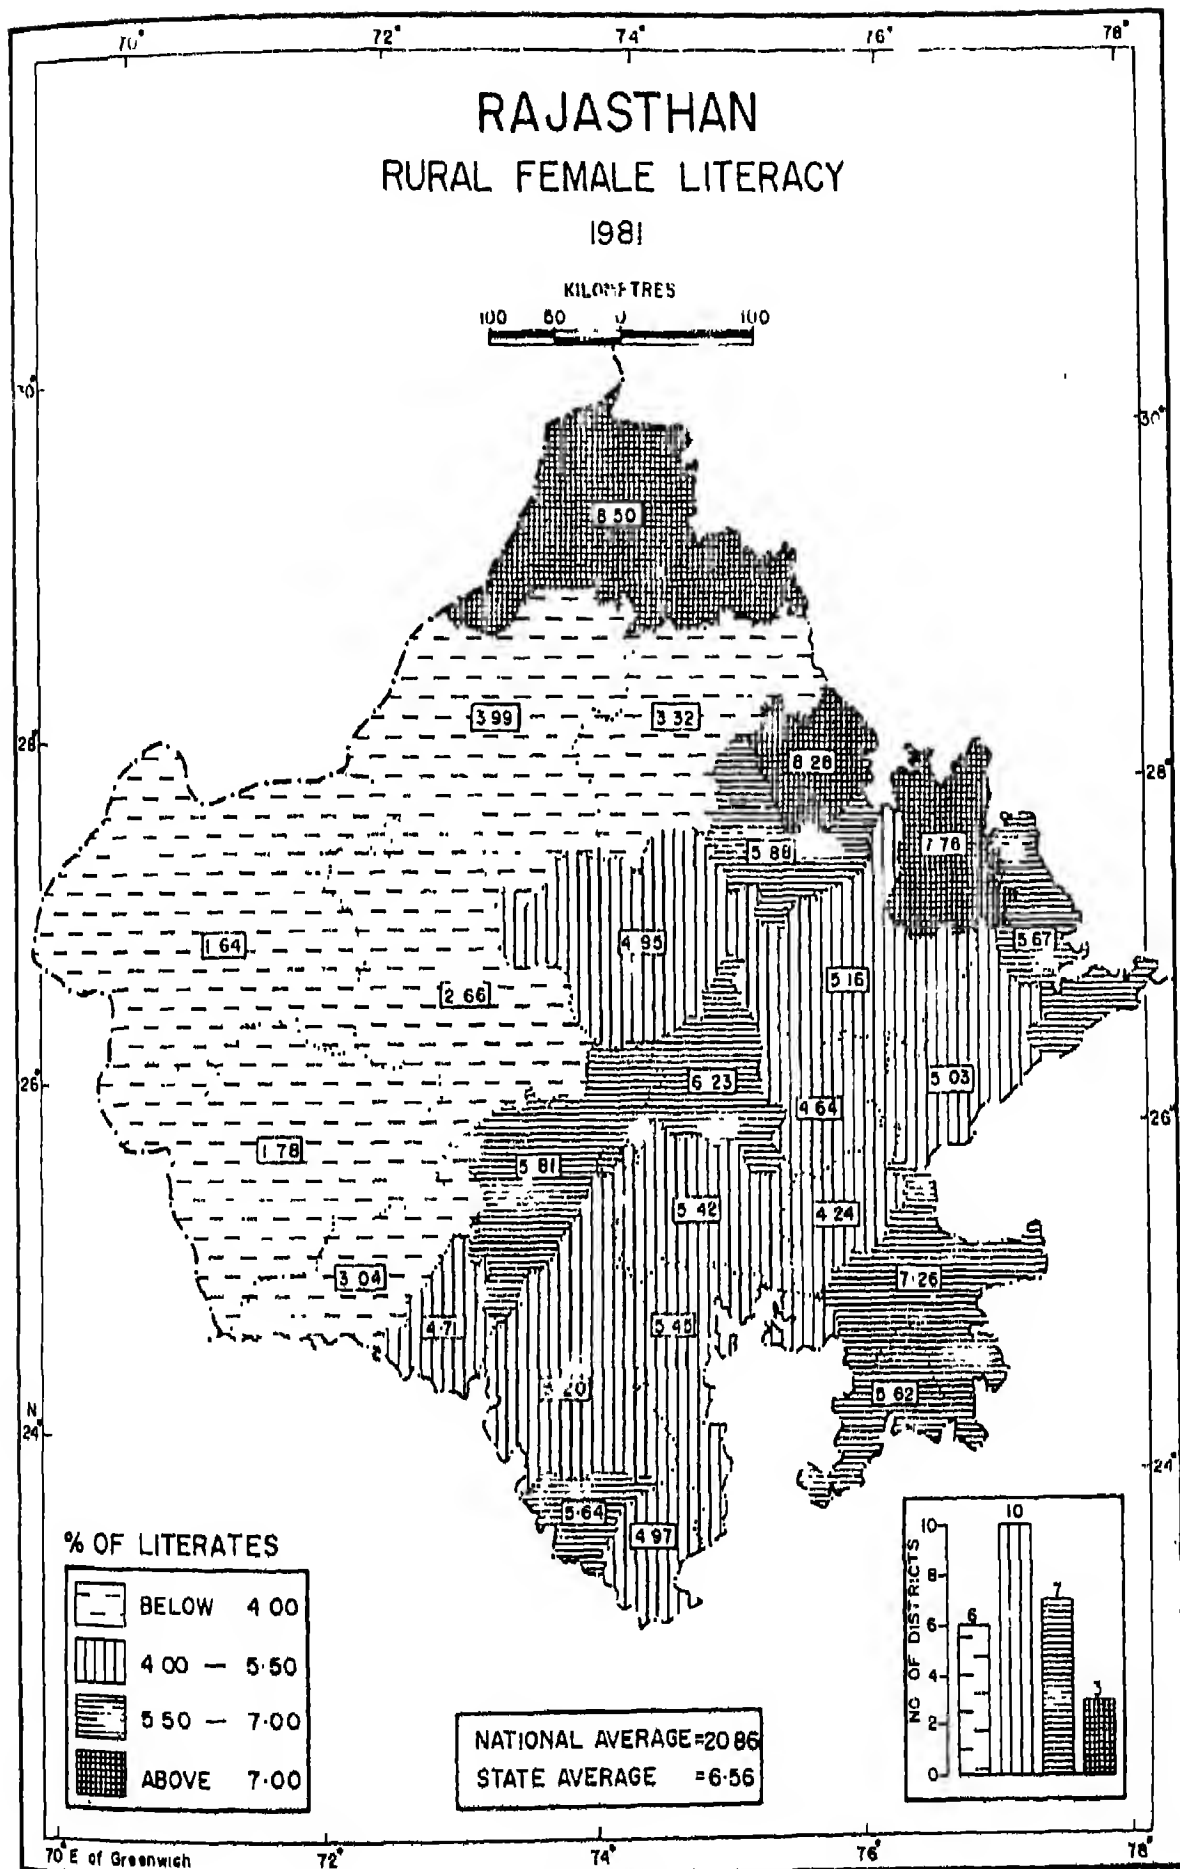 70° 72° 74° 76° 78°
RAJASTHAN
RURAL FEMALE LITERACY
1981
KILOMETRES
100 50 0 100
30° 30°
8 50
3 99 3 32
28° 28°
8 28
7 76
5 88
1 64 4 95 5 67
5 16
2 66
26° 6 23 5 03
4 64 26°
1 78 5 81
5 42 4 24
3 04 7·26
4·71 5 45
20 5 62
N
24° 24°
5·64
4 97
% OF LITERATES
BELOW 4 00
4 00 — 5·50
5 50 — 7·00
ABOVE 7·00
NATIONAL AVERAGE =20 86
STATE AVERAGE =6·56
NO OF DISTRICTS
10
8
6
4
2
0
6 10 7 3
70° E of Greenwich 72° 74° 76° 78°